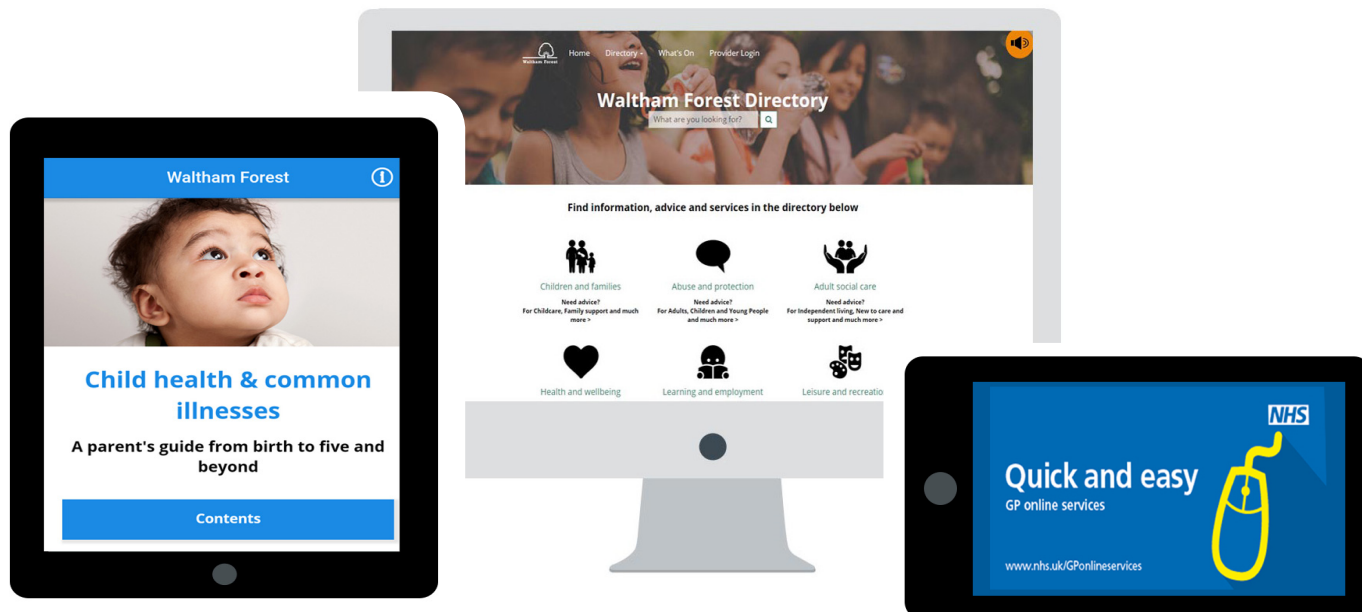 Waltham Forest
Home Directory What's On Provider Login
Waltham Forest Directory
What are you looking for?
Find information, advice and services in the directory below
Children and families
Need advice?
For Childcare, Family support and much
more >
Abuse and protection
Need advice?
For Adults, Children and Young People
and much more >
Adult social care
Need advice?
For Independent living, New to care and
support and much more >
Health and wellbeing
Learning and employment
Leisure and recreatio
Waltham Forest
Child health & common
illnesses
A parent's guide from birth to five and
beyond
Contents
NHS
Quick and easy
GP online services
www.nhs.uk/GPonlineservices